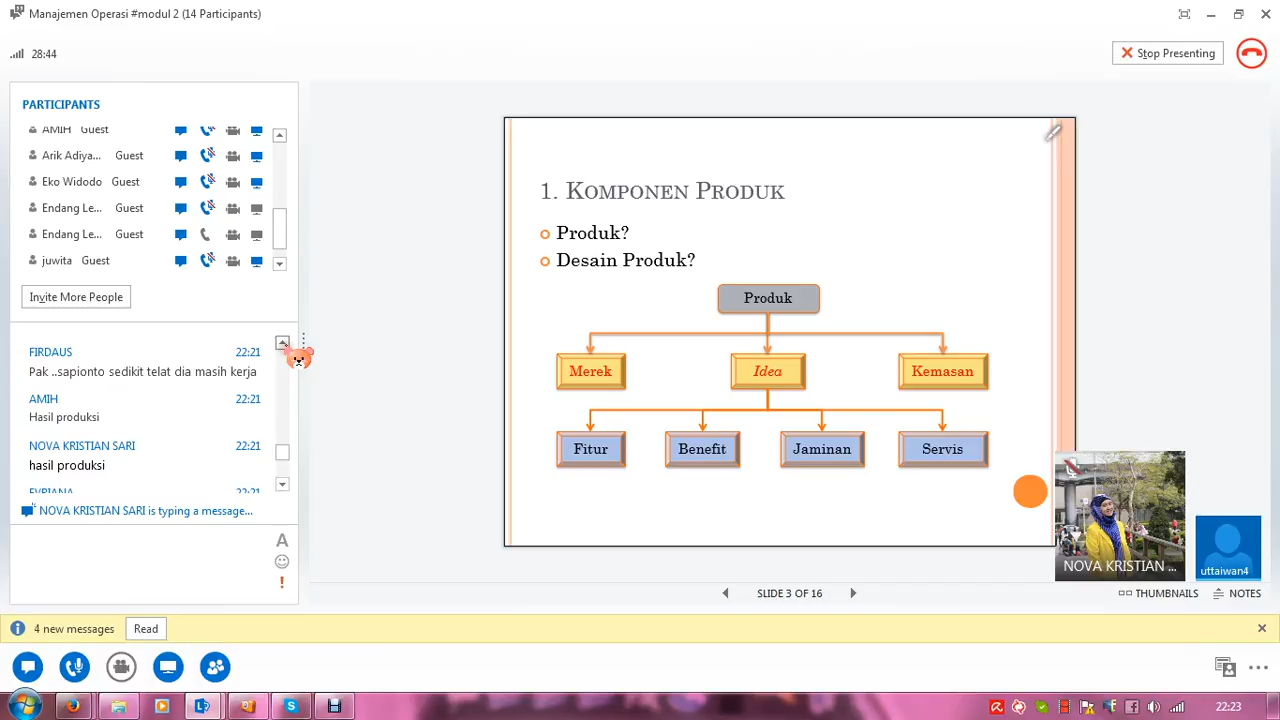 Manajemen Operasi #modul 2 (14 Participants)
28:44
Stop Presenting
PARTICIPANTS
AMIH Guest
Arik Adiya... Guest
Eko Widodo Guest
Endang Le... Guest
Endang Le... Guest
juwita Guest
Invite More People
FIRDAUS 22:21
Pak ..sapionto sedikit telat dia masih kerja
AMIH 22:21
Hasil produksi
NOVA KRISTIAN SARI 22:21
hasil produksi
22:21
NOVA KRISTIAN SARI is typing a message...
A
!
1. KOMPONEN PRODUK
Produk?
Desain Produk?
Produk
Merek Idea Kemasan
Fitur Benefit Jaminan Servis
NOVA KRISTIAN ...
uttaiwan4
SLIDE 3 OF 16
THUMBNAILS
NOTES
4 new messages Read
22:23